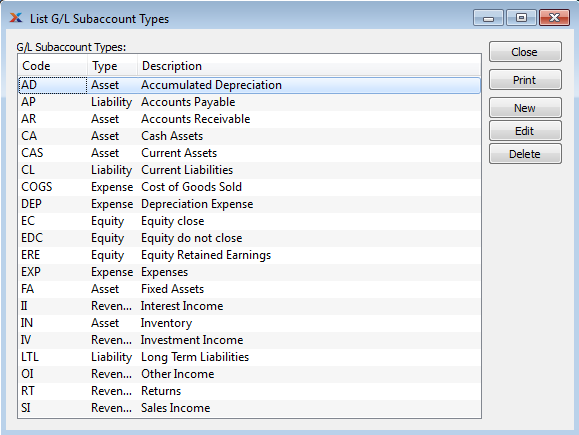 List G/L Subaccount Types
G/L Subaccount Types:
Code Type Description
AD Asset Accumulated Depreciation
AP Liability Accounts Payable
AR Asset Accounts Receivable
CA Asset Cash Assets
CAS Asset Current Assets
CL Liability Current Liabilities
COGS Expense Cost of Goods Sold
DEP Expense Depreciation Expense
EC Equity Equity close
EDC Equity Equity do not close
ERE Equity Equity Retained Earnings
EXP Expense Expenses
FA Asset Fixed Assets
II Reven... Interest Income
IN Asset Inventory
IV Reven... Investment Income
LTL Liability Long Term Liabilities
OI Reven... Other Income
RT Reven... Returns
SI Reven... Sales Income
Close
Print
New
Edit
Delete